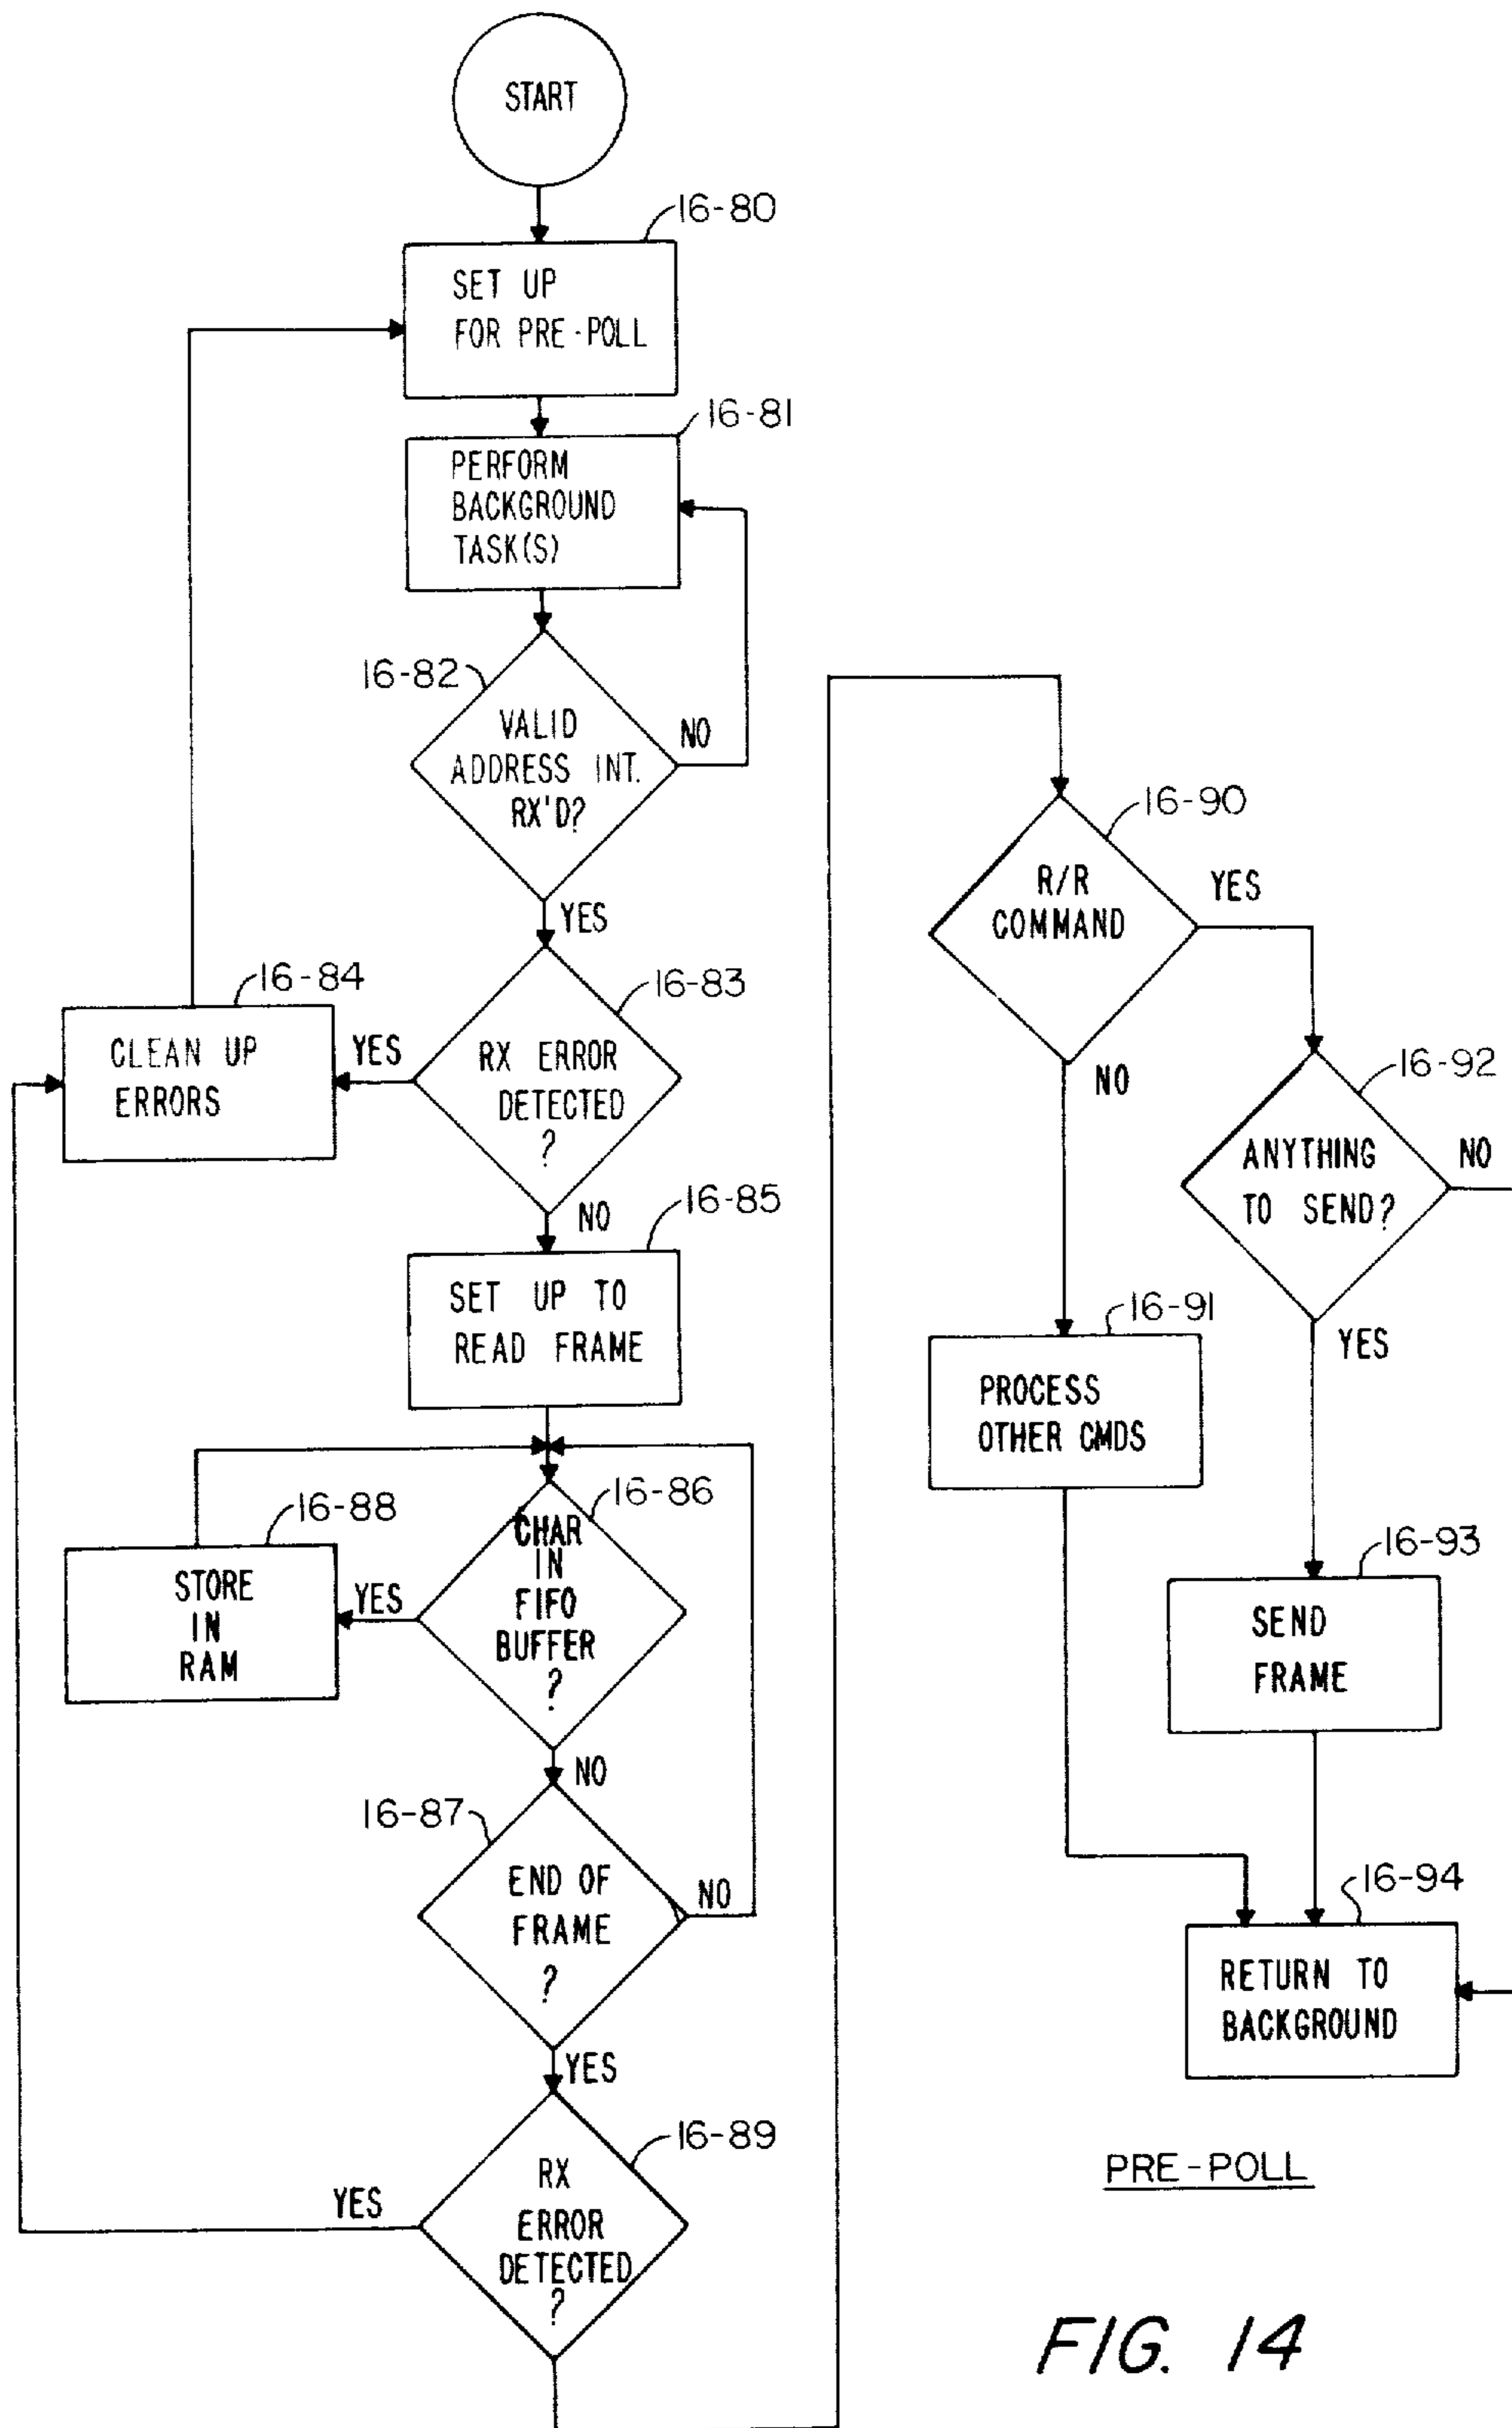 START
16-80
SET UP
FOR PRE-POLL
16-81
PERFORM
BACKGROUND
TASK(S)
16-82
VALID
ADDRESS INT.
RX'D?
NO
YES
16-83
RX ERROR
DETECTED
?
YES
16-84
CLEAN UP
ERRORS
NO
16-85
SET UP TO
READ FRAME
16-86
CHAR
IN
FIFO
BUFFER
?
YES
16-88
STORE
IN
RAM
NO
16-87
END OF
FRAME
?
NO
YES
16-89
RX
ERROR
DETECTED
?
YES
16-90
R/R
COMMAND
YES
NO
16-91
PROCESS
OTHER CMDS
16-92
ANYTHING
TO SEND?
NO
YES
16-93
SEND
FRAME
16-94
RETURN TO
BACKGROUND
PRE-POLL
FIG. 14